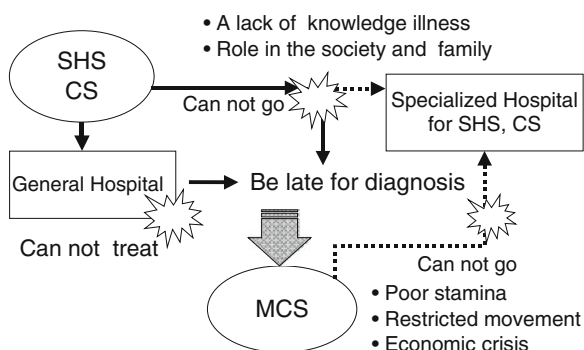 • A lack of knowledge illness
• Role in the society and family
SHS
CS
Can not go
Specialized Hospital
for SHS, CS
General Hospital
Be late for diagnosis
Can not treat
Can not go
MCS
• Poor stamina
• Restricted movement
• Economic crisis